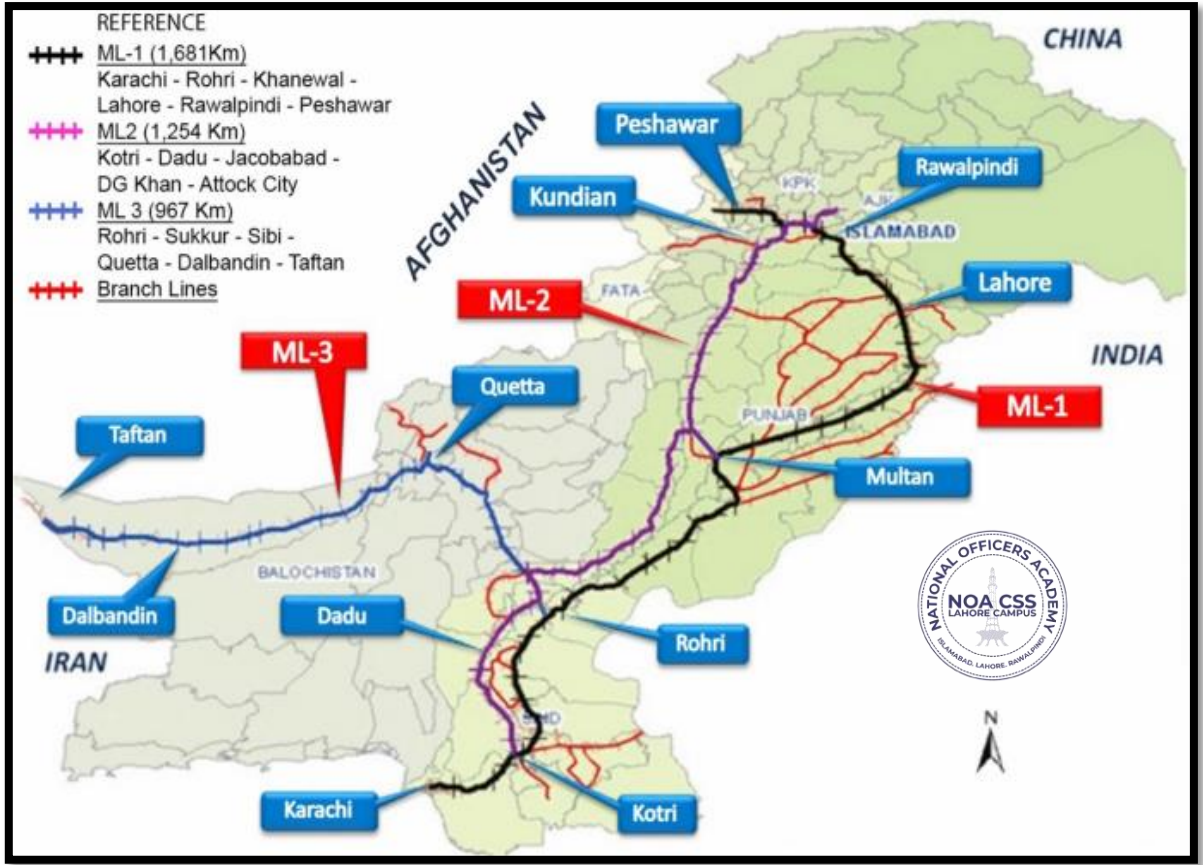 REFERENCE
ML-1 (1,681Km)
Karachi - Rohri - Khanewal -
Lahore - Rawalpindi - Peshawar
ML2 (1,254 Km)
Kotri - Dadu - Jacobabad -
DG Khan - Attock City
ML 3 (967 Km)
Rohri - Sukkur - Sibi -
Quetta - Dalbandin - Taftan
Branch Lines
CHINA
Peshawar
AFGHANISTAN
Rawalpindi
KPK
Kundian
AJK
ISLAMABAD
Lahore
FATA
ML-2
INDIA
ML-3
Quetta
ML-1
PUNJAB
Taftan
Multan
BALOCHISTAN
Dalbandin
Dadu
Rohri
IRAN
NATIONAL OFFICERS ACADEMY
NOA CSS
LAHORE CAMPUS
ISLAMABAD, LAHORE, RAWALPINDI
N
Karachi
Kotri